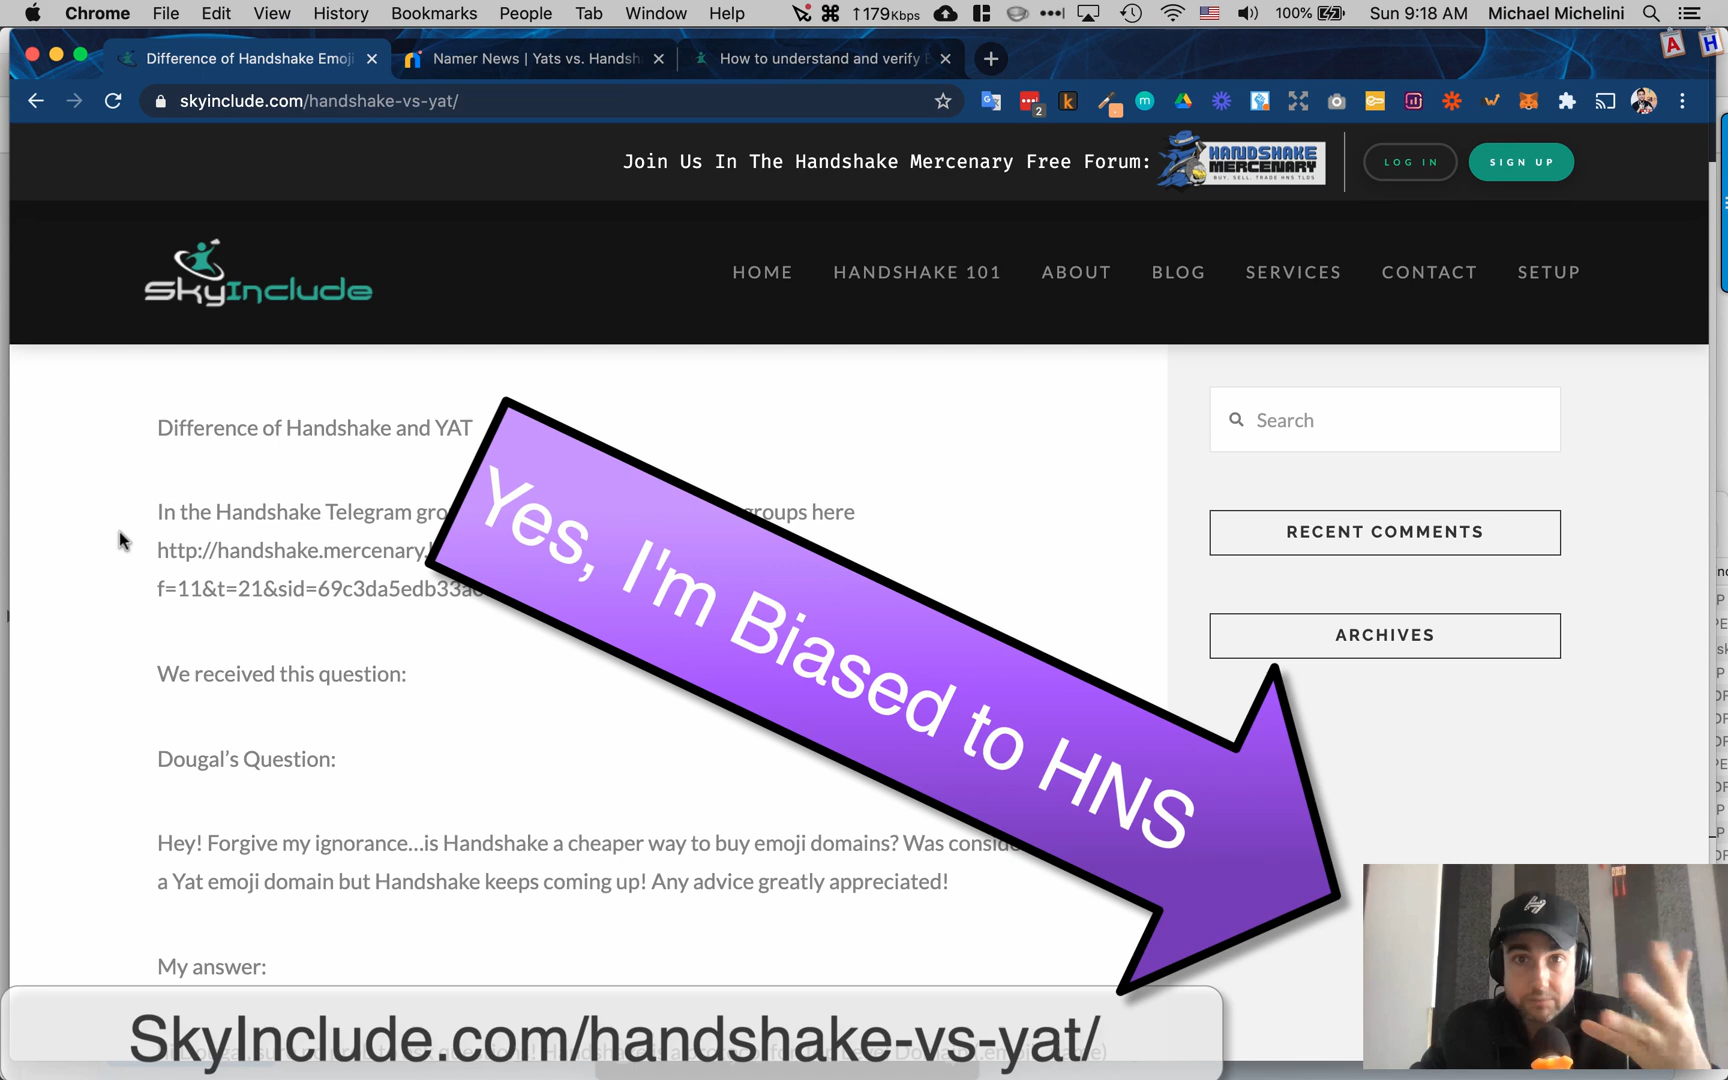 Chrome File Edit View History Bookmarks People Tab Window Help 179Kbps 100% Sun 9:18 AM Michael Michelini
Difference of Handshake Emoji Namer News | Yats vs. Handsh How to understand and verify
skyinclude.com/handshake-vs-yat/
Join Us In The Handshake Mercenary Free Forum: HANDSHAKE MERCENARY BUY. SELL. TRADE HNS TLDS LOG IN SIGN UP
SkyInclude HOME HANDSHAKE 101 ABOUT BLOG SERVICES CONTACT SETUP
Difference of Handshake and YAT
Search
In the Handshake Telegram gro groups here
http://handshake.mercenary.
f=11&t=21&sid=69c3da5edb33a
RECENT COMMENTS
ARCHIVES
We received this question:
Dougal’s Question:
Yes, I'm Biased to HNS
Hey! Forgive my ignorance...is Handshake a cheaper way to buy emoji domains? Was conside
a Yat emoji domain but Handshake keeps coming up! Any advice greatly appreciated!
My answer:
SkyInclude.com/handshake-vs-yat/